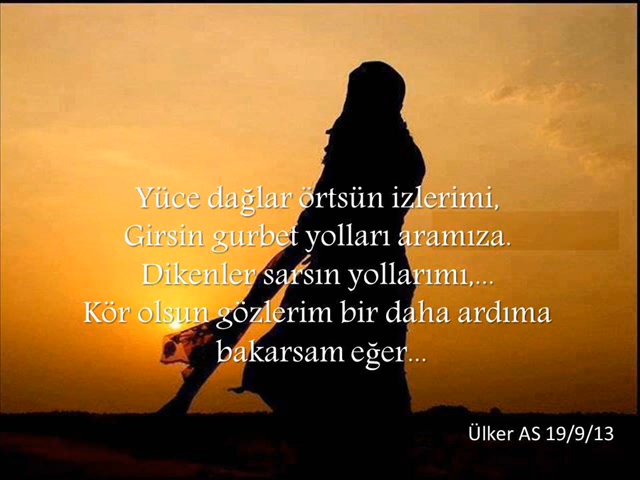 Yüce dağlar örtsün izlerimi,
Girsin gurbet yolları aramıza.
Dikenler sarsın yollarımı,...
Kör olsun gözlerim bir daha ardıma
bakarsam eğer...
Ülker AS 19/9/13